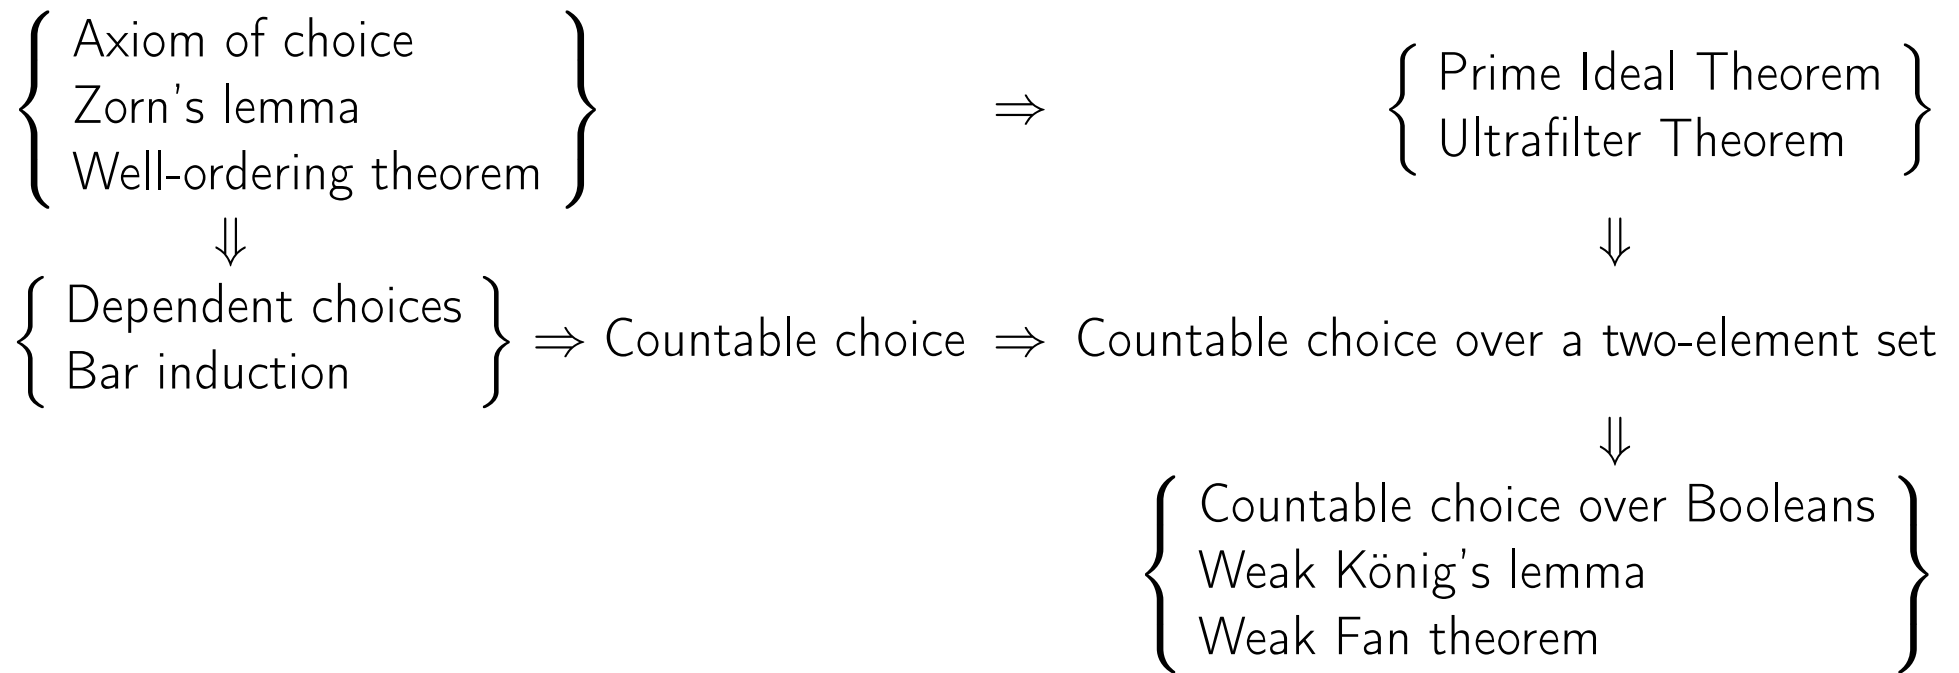 Axiom of choice
Zorn's lemma
Well-ordering theorem
⇒
Prime Ideal Theorem
Ultrafilter Theorem
⇓ ⇓
Dependent choices
Bar induction
⇒ Countable choice ⇒ Countable choice over a two-element set
⇓
Countable choice over Booleans
Weak König's lemma
Weak Fan theorem